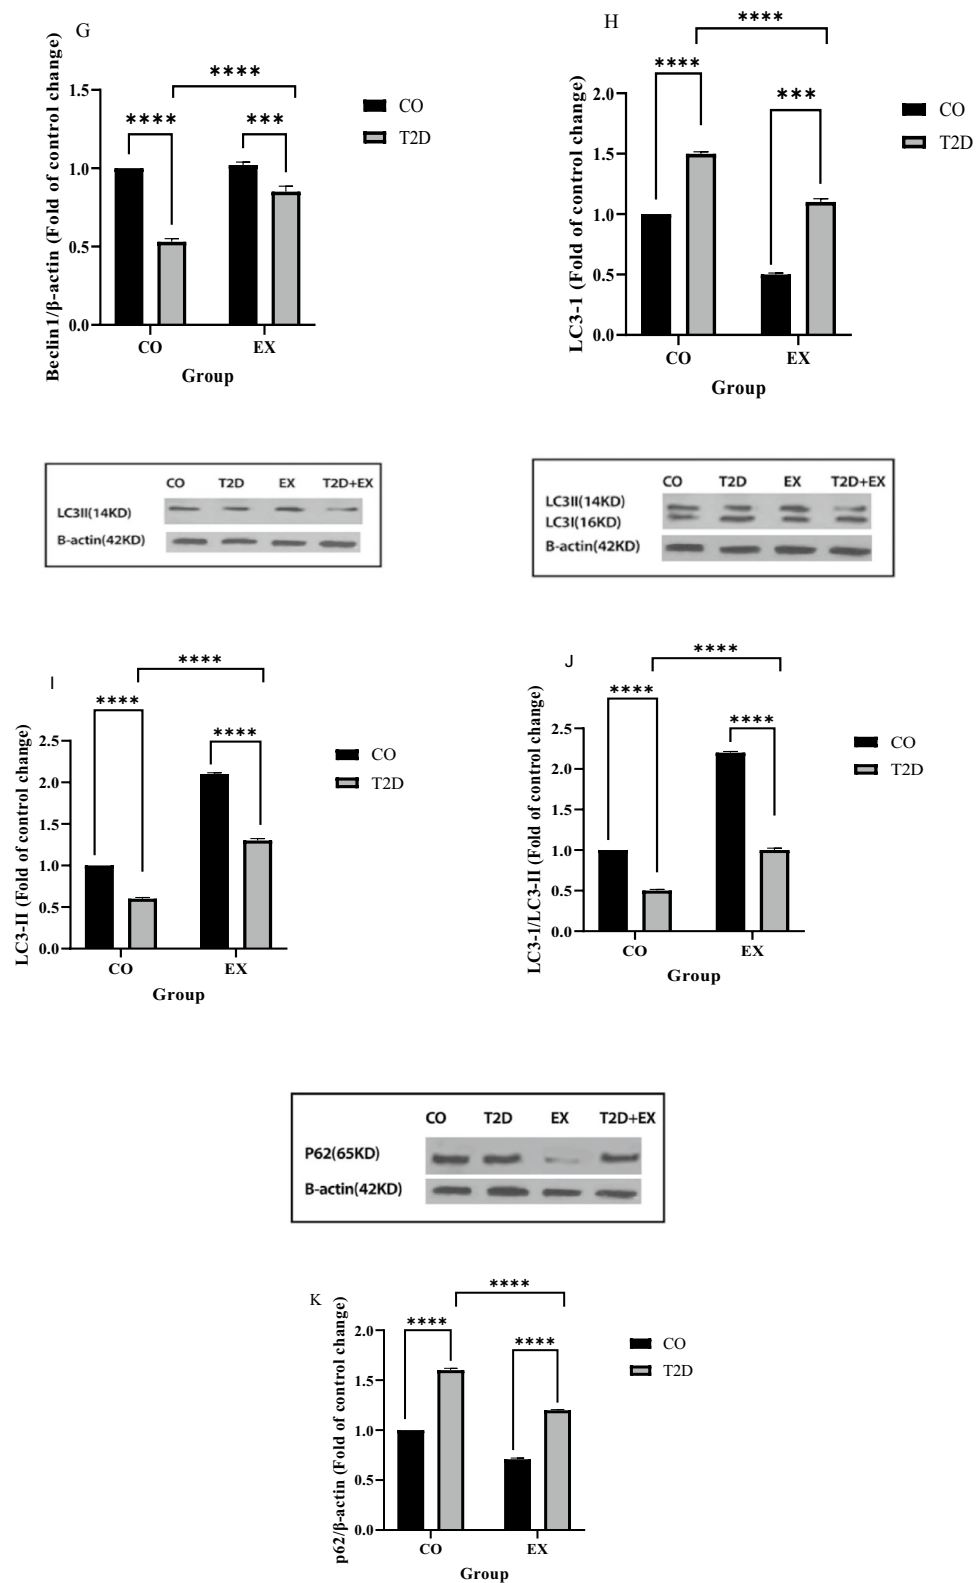 G
Beclin1/β-actin (Fold of control change)
1.5
1.0
0.5
0.0
****
****
***
CO
T2D
CO EX
Group
H
LC3-1 (Fold of control change)
2.0
1.5
1.0
0.5
0.0
****
****
***
CO
T2D
CO EX
Group
CO T2D EX T2D+EX
LC3II(14KD)
B-actin(42KD)
CO T2D EX T2D+EX
LC3II(14KD)
LC3I(16KD)
B-actin(42KD)
I
LC3-II (Fold of control change)
2.5
2.0
1.5
1.0
0.5
0.0
****
****
****
CO
T2D
CO EX
Group
J
LC3-1/LC3-II (Fold of control change)
2.5
2.0
1.5
1.0
0.5
0.0
****
****
****
CO
T2D
CO EX
Group
CO T2D EX T2D+EX
P62(65KD)
B-actin(42KD)
K
p62/β-actin (Fold of control change)
2.0
1.5
1.0
0.5
0.0
****
****
****
CO
T2D
CO EX
Group